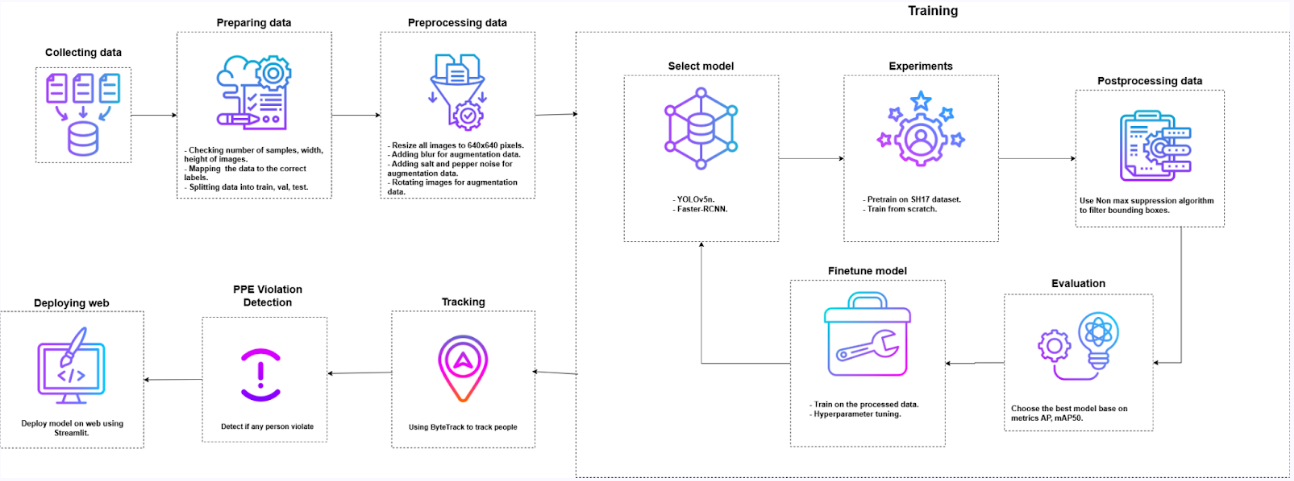 Training
Preparing data
Preprocessing data
Collecting data
- Checking number of samples, width,
height of images.
- Mapping the data to the correct
labels.
- Splitting data into train, val, test.
- Resize all images to 640x640 pixels.
- Adding blur for augmentation data.
- Adding salt and pepper noise for
augmentation data.
- Rotating images for augmentation
data.
Select model
- YOLOv5n.
- Faster-RCNN.
Experiments
- Pretrain on SH17 dataset.
- Train from scratch.
Postprocessing data
Use Non max suppression algorithm
to filter bounding boxes.
Evaluation
Choose the best model base on
metrics AP, mAP50.
Finetune model
- Train on the processed data.
- Hyperparameter tuning.
Tracking
Using ByteTrack to track people
PPE Violation
Detection
Detect if any person violate
Deploying web
</>
Deploy model on web using
Streamlit.